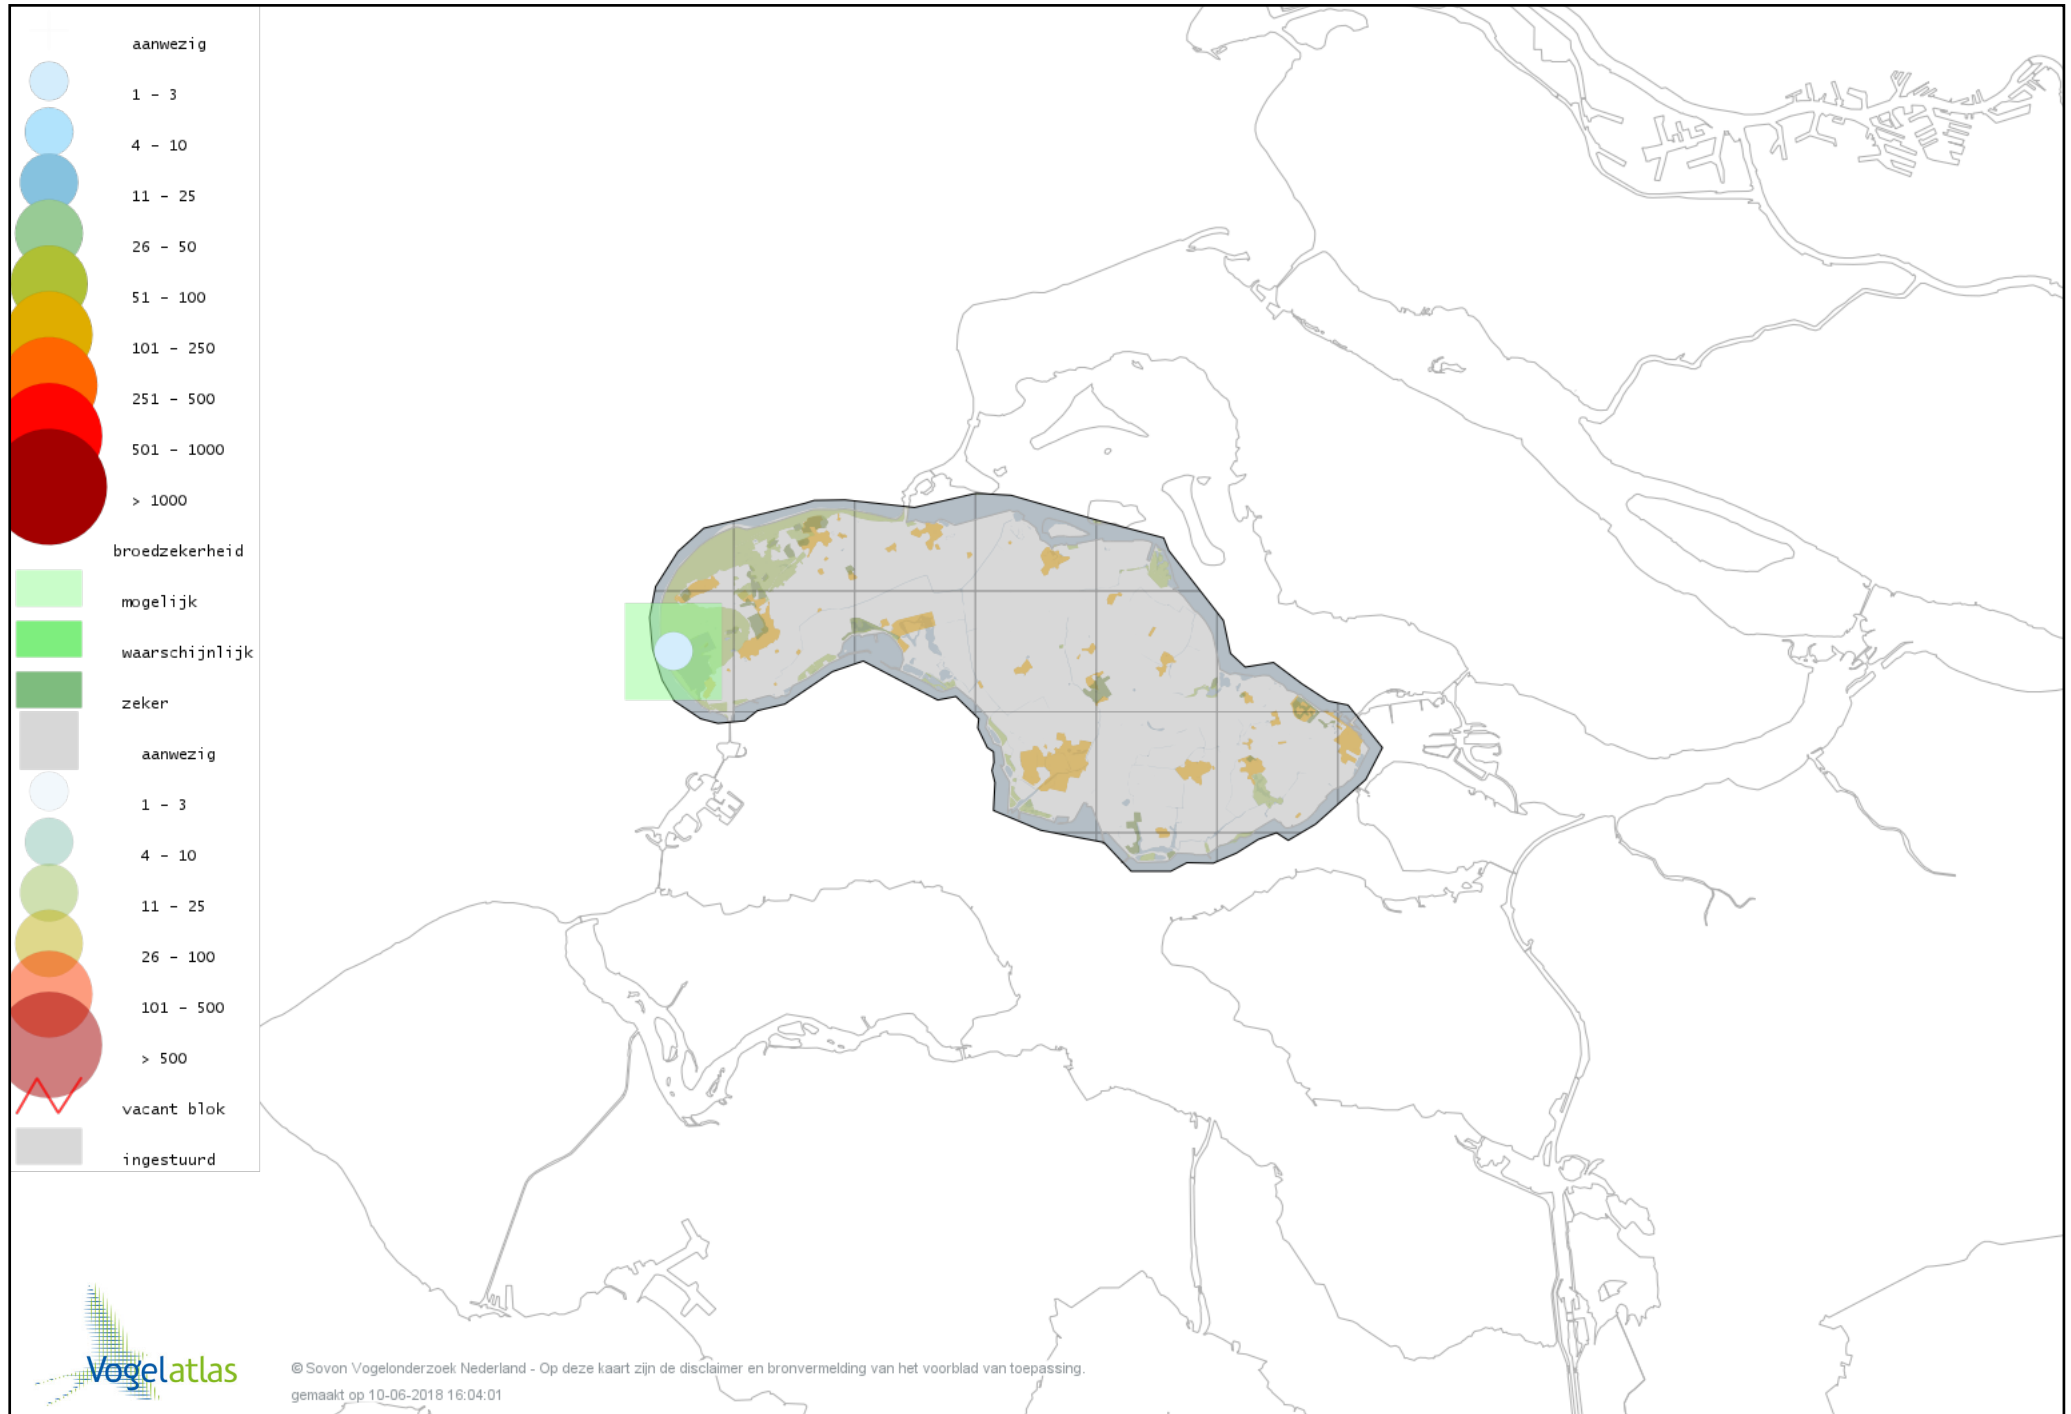 aanwezig
1 - 3
4 - 10
11 - 25
26 - 50
51 - 100
101 - 250
251 - 500
501 - 1000
> 1000
broedzekerheid
mogelijk
waarschijnlijk
zeker
aanwezig
1 - 3
4 - 10
11 - 25
26 - 100
101 - 500
> 500
vacant blok
ingestuurd
Vogelatlas
© Sovon Vogelonderzoek Nederland - Op deze kaart zijn de disclaimer en bronvermelding van het voorblad van toepassing.
gemaakt op 10-06-2018 16:04:01